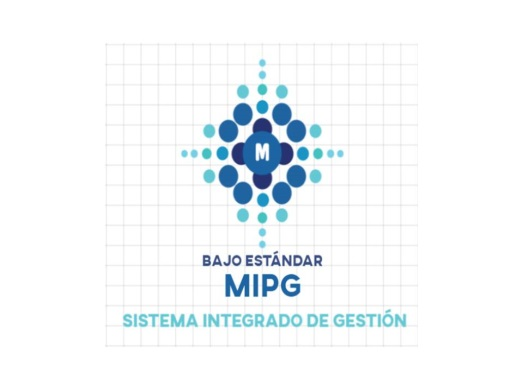 M
BAJO ESTÁNDAR
MIPG
SISTEMA INTEGRADO DE GESTIÓN